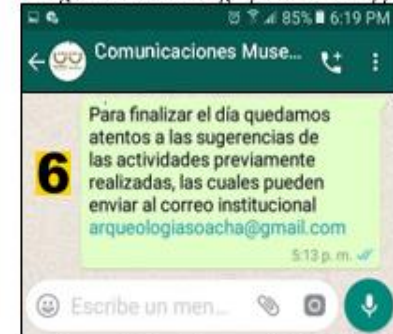 85% 6:19 PM
Comunicaciones Muse...
Para finalizar el día quedamos
atentos a las sugerencias de
las actividades previamente
realizadas, las cuales pueden
enviar al correo institucional
arqueologiasoacha@gmail.com
5:13 p. m.
6
Escribe un men...